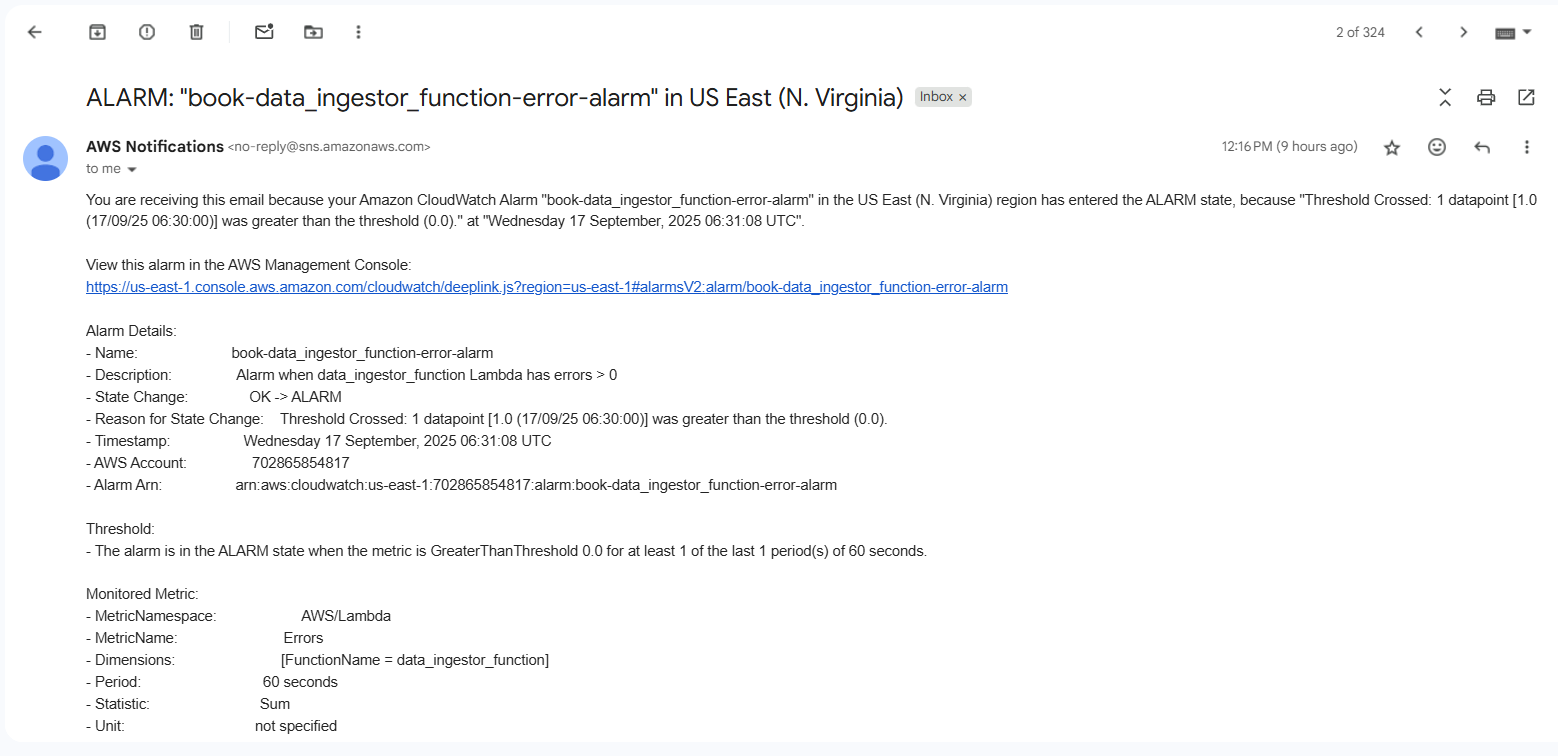 2 of 324
ALARM: "book-data_ingestor_function-error-alarm" in US East (N. Virginia) Inbox ×
AWS Notifications <no-reply@sns.amazonaws.com> 12:16 PM (9 hours ago)
to me
You are receiving this email because your Amazon CloudWatch Alarm "book-data_ingestor_function-error-alarm" in the US East (N. Virginia) region has entered the ALARM state, because "Threshold Crossed: 1 datapoint [1.0
(17/09/25 06:30:00)] was greater than the threshold (0.0)." at "Wednesday 17 September, 2025 06:31:08 UTC".
View this alarm in the AWS Management Console:
https://us-east-1.console.aws.amazon.com/cloudwatch/deeplink.js?region=us-east-1#alarmsV2:alarm/book-data_ingestor_function-error-alarm
Alarm Details:
- Name: book-data_ingestor_function-error-alarm
- Description: Alarm when data_ingestor_function Lambda has errors > 0
- State Change: OK -> ALARM
- Reason for State Change: Threshold Crossed: 1 datapoint [1.0 (17/09/25 06:30:00)] was greater than the threshold (0.0).
- Timestamp: Wednesday 17 September, 2025 06:31:08 UTC
- AWS Account: 702865854817
- Alarm Arn: arn:aws:cloudwatch:us-east-1:702865854817:alarm:book-data_ingestor_function-error-alarm
Threshold:
- The alarm is in the ALARM state when the metric is GreaterThanThreshold 0.0 for at least 1 of the last 1 period(s) of 60 seconds.
Monitored Metric:
- MetricNamespace: AWS/Lambda
- MetricName: Errors
- Dimensions: [FunctionName = data_ingestor_function]
- Period: 60 seconds
- Statistic: Sum
- Unit: not specified